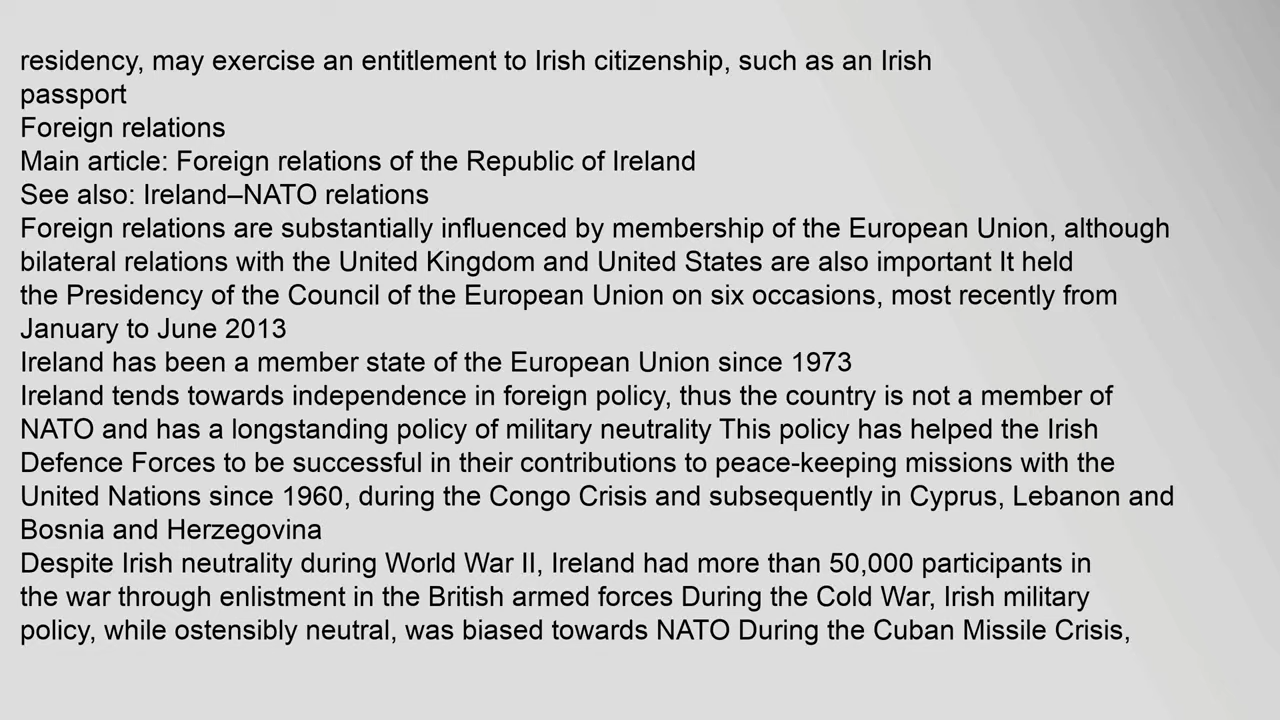 residency, may exercise an entitlement to Irish citizenship, such as an Irish
passport
Foreign relations
Main article: Foreign relations of the Republic of Ireland
See also: Ireland–NATO relations
Foreign relations are substantially influenced by membership of the European Union, although
bilateral relations with the United Kingdom and United States are also important It held
the Presidency of the Council of the European Union on six occasions, most recently from
January to June 2013
Ireland has been a member state of the European Union since 1973
Ireland tends towards independence in foreign policy, thus the country is not a member of
NATO and has a longstanding policy of military neutrality This policy has helped the Irish
Defence Forces to be successful in their contributions to peace-keeping missions with the
United Nations since 1960, during the Congo Crisis and subsequently in Cyprus, Lebanon and
Bosnia and Herzegovina
Despite Irish neutrality during World War II, Ireland had more than 50,000 participants in
the war through enlistment in the British armed forces During the Cold War, Irish military
policy, while ostensibly neutral, was biased towards NATO During the Cuban Missile Crisis,